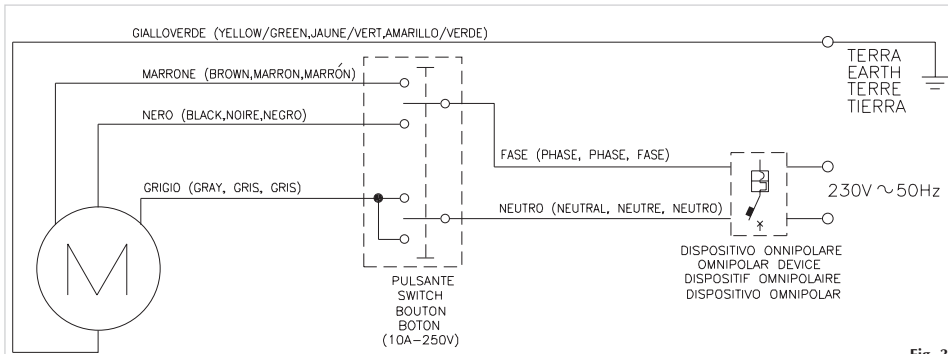 GIALLOVERDE (YELLOW/GREEN,JAUNE/VERT,AMARILLO/VERDE)
TERRA
EARTH
TERRE
TIERRA
MARRONE (BROWN,MARRON,MARRÓN)
NERO (BLACK,NOIRE,NEGRO)
FASE (PHASE, PHASE, FASE)
GRIGIO (GRAY, GRIS, GRIS)
230V ~ 50Hz
NEUTRO (NEUTRAL, NEUTRE, NEUTRO)
M
DISPOSITIVO ONNIPOLARE
OMNIPOLAR DEVICE
DISPOSITIF OMNIPOLAIRE
DISPOSITIVO OMNIPOLAR
PULSANTE
SWITCH
BOUTON
BOTON
(10A-250V)
Fig. 2